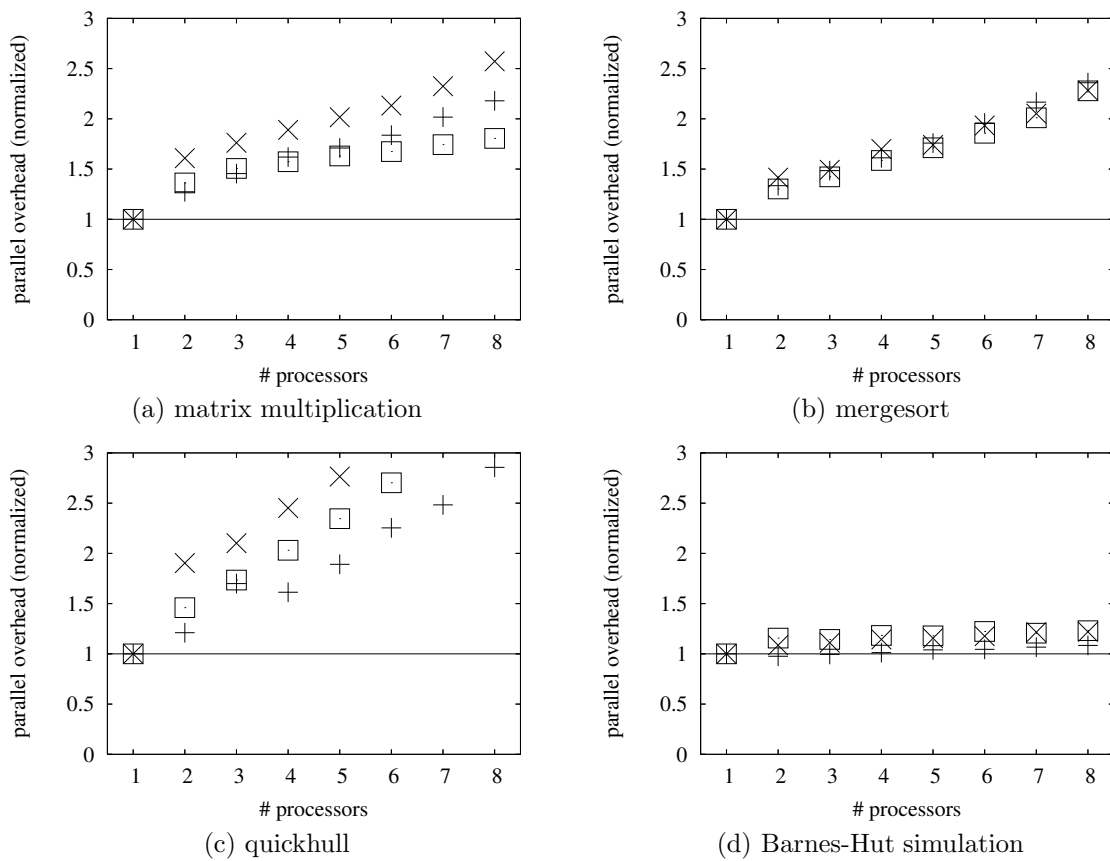 3
2.5
2
1.5
1
0.5
0
parallel overhead (normalized)
1 2 3 4 5 6 7 8
# processors
(a) matrix multiplication
3
2.5
2
1.5
1
0.5
0
parallel overhead (normalized)
1 2 3 4 5 6 7 8
# processors
(b) mergesort
3
2.5
2
1.5
1
0.5
0
parallel overhead (normalized)
1 2 3 4 5 6 7 8
# processors
(c) quickhull
3
2.5
2
1.5
1
0.5
0
parallel overhead (normalized)
1 2 3 4 5 6 7 8
# processors
(d) Barnes-Hut simulation